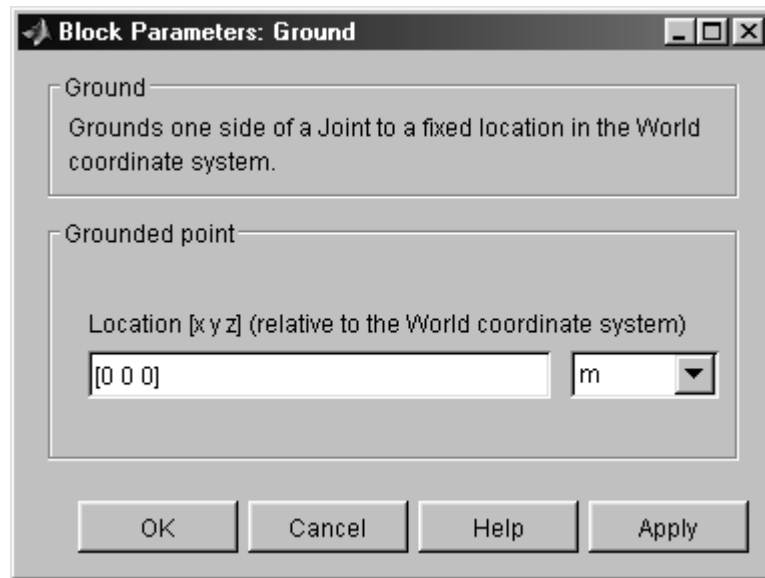 Block Parameters: Ground
Ground
Grounds one side of a Joint to a fixed location in the World
coordinate system.
Grounded point
Location [x y z] (relative to the World coordinate system)
[0 0 0] m
OK Cancel Help Apply